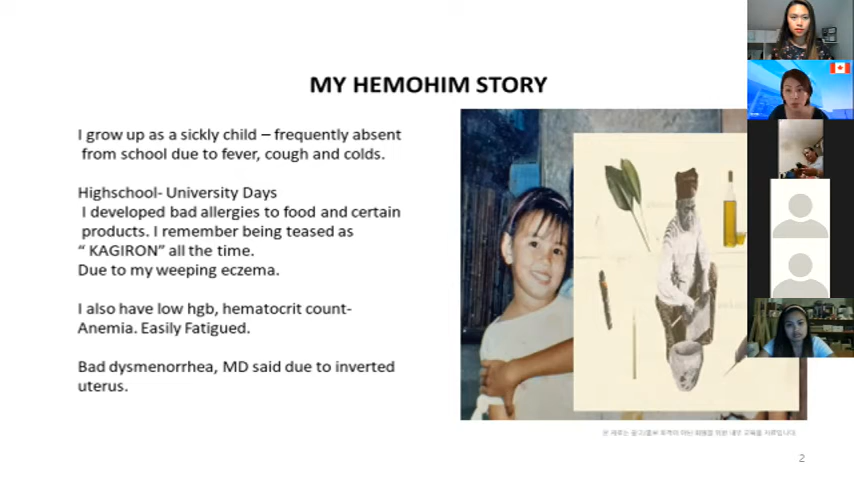 MY HEMOHIM STORY
I grow up as a sickly child – frequently absent
from school due to fever, cough and colds.
Highschool- University Days
I developed bad allergies to food and certain
products. I remember being teased as
“ KAGIRON” all the time.
Due to my weeping eczema.
I also have low hgb, hematocrit count-
Anemia. Easily Fatigued.
Bad dysmenorrhea, MD said due to inverted
uterus.
2